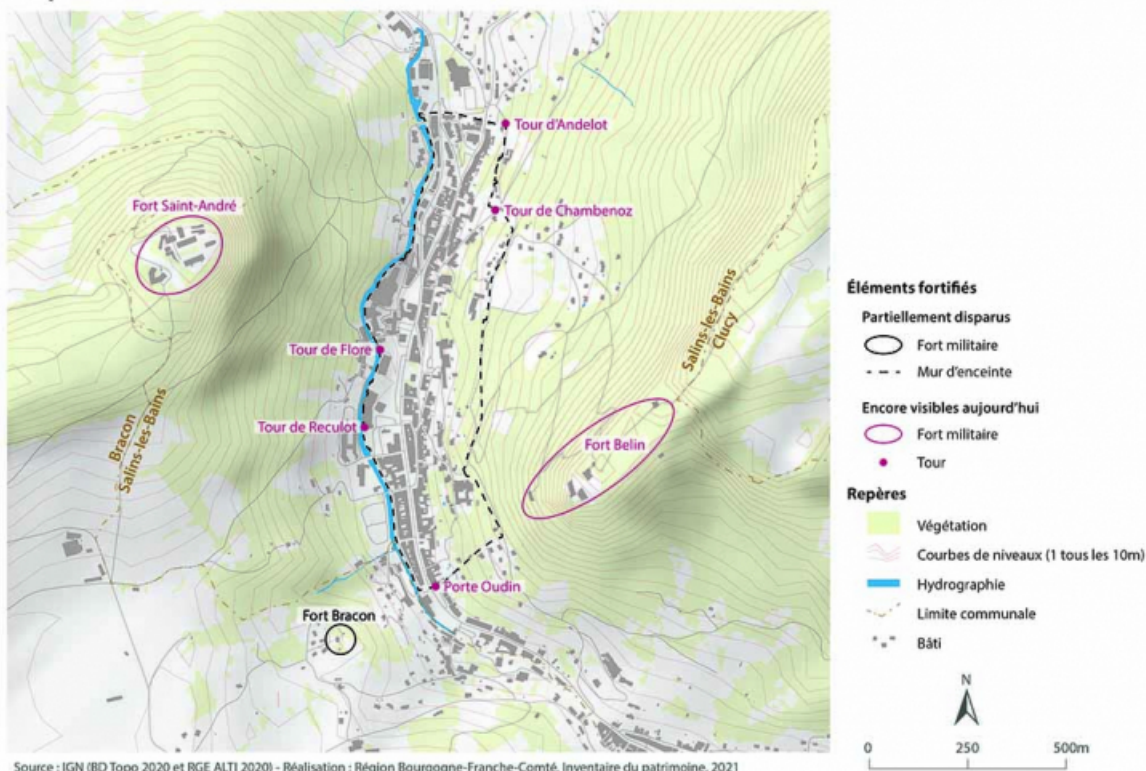 Tour d'Andelot
Fort Saint-André
Tour de Chambenoz
Salins-les-Bains
Clucy
Tour de Flore
Bracon
Salins-les-Bains
Tour de Reculot
Fort Belin
Porte Oudin
Fort Bracon
Éléments fortifiés
Partiellement disparus
Fort militaire
Mur d'enceinte
Encore visibles aujourd'hui
Fort militaire
Tour
Repères
Végétation
Courbes de niveaux (1 tous les 10m)
Hydrographie
Limite communale
Bâti
N
0 250 500m
Source : IGN (BD Topo 2020 et RGE ALTI 2020) - Réalisation : Région Bourgogne-Franche-Comté, Inventaire du patrimoine, 2021